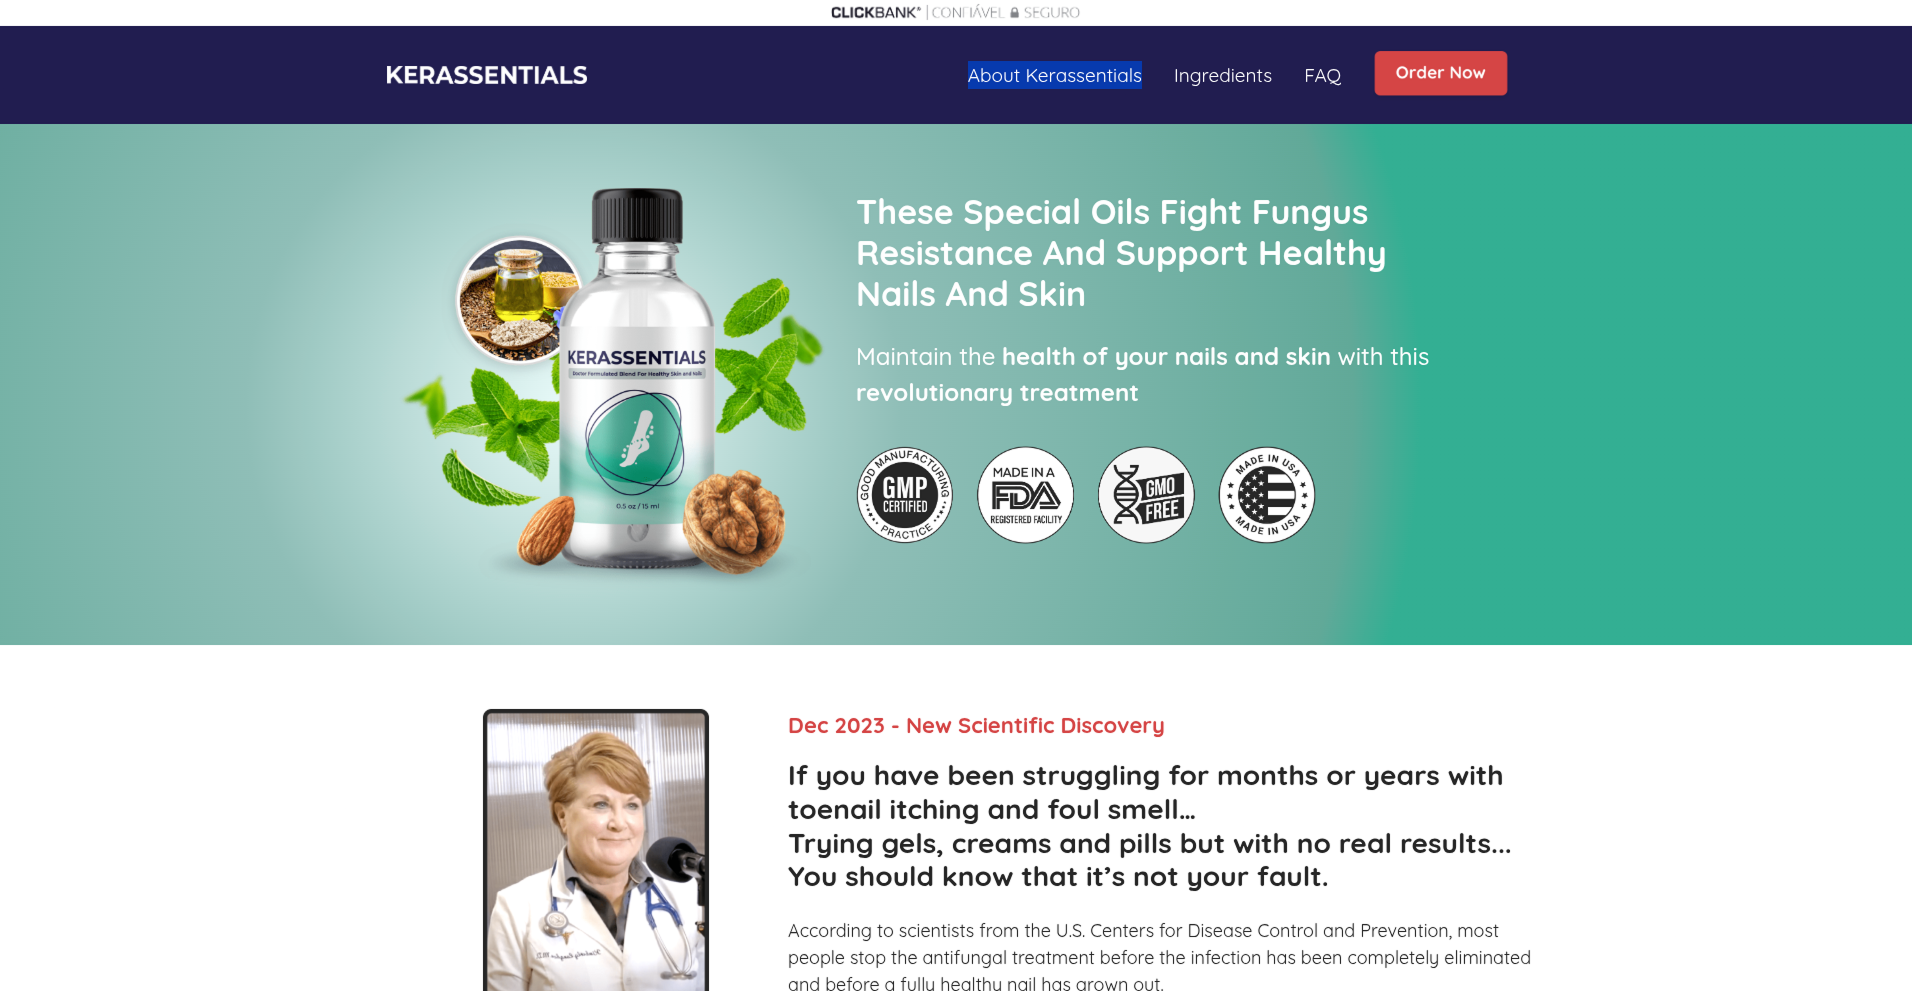 CLICKBANK® | CONFIÁVEL SEGURO
KERASSENTIALS
About Kerassentials
Ingredients
FAQ
Order Now
These Special Oils Fight Fungus
Resistance And Support Healthy
Nails And Skin
Maintain the health of your nails and skin with this
revolutionary treatment
KERASSENTIALS
Doctor Formulated Blend For Healthy Skin and Nails
0.5 oz / 15 ml
GOOD MANUFACTURING
GMP
CERTIFIED
PRACTICE
MADE IN A
FDA
REGISTERED FACILITY
GMO
FREE
MADE IN USA
MADE IN USA
Dec 2023 - New Scientific Discovery
If you have been struggling for months or years with
toenail itching and foul smell...
Trying gels, creams and pills but with no real results...
You should know that it’s not your fault.
According to scientists from the U.S. Centers for Disease Control and Prevention, most
people stop the antifungal treatment before the infection has been completely eliminated
and before a fully healthy nail has grown out.